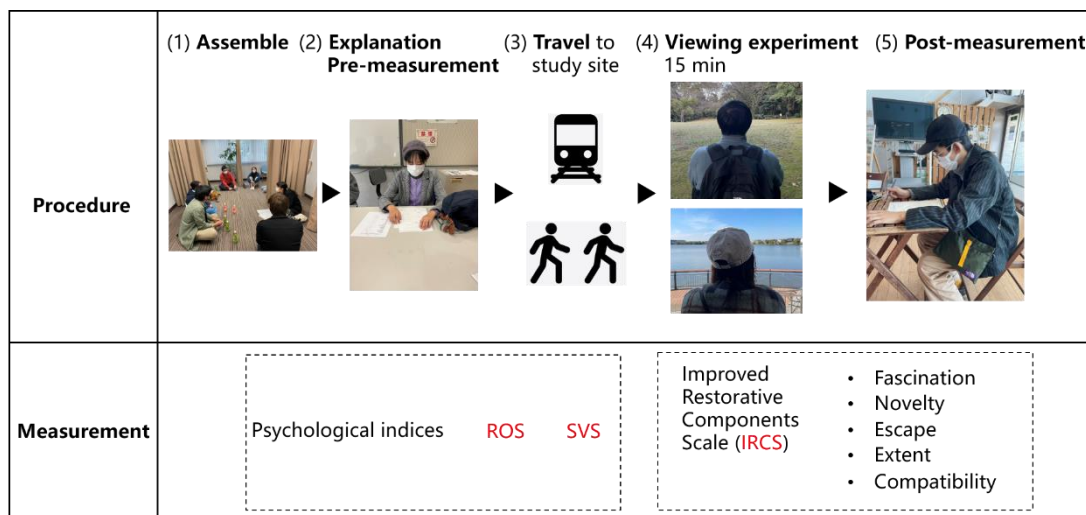 (1) Assemble
(2) Explanation
Pre-measurement
(3) Travel to
study site
(4) Viewing experiment
15 min
(5) Post-measurement
Procedure
Measurement
Psychological indices ROS SVS
Improved
Restorative
Components
Scale (IRCS)
• Fascination
• Novelty
• Escape
• Extent
• Compatibility